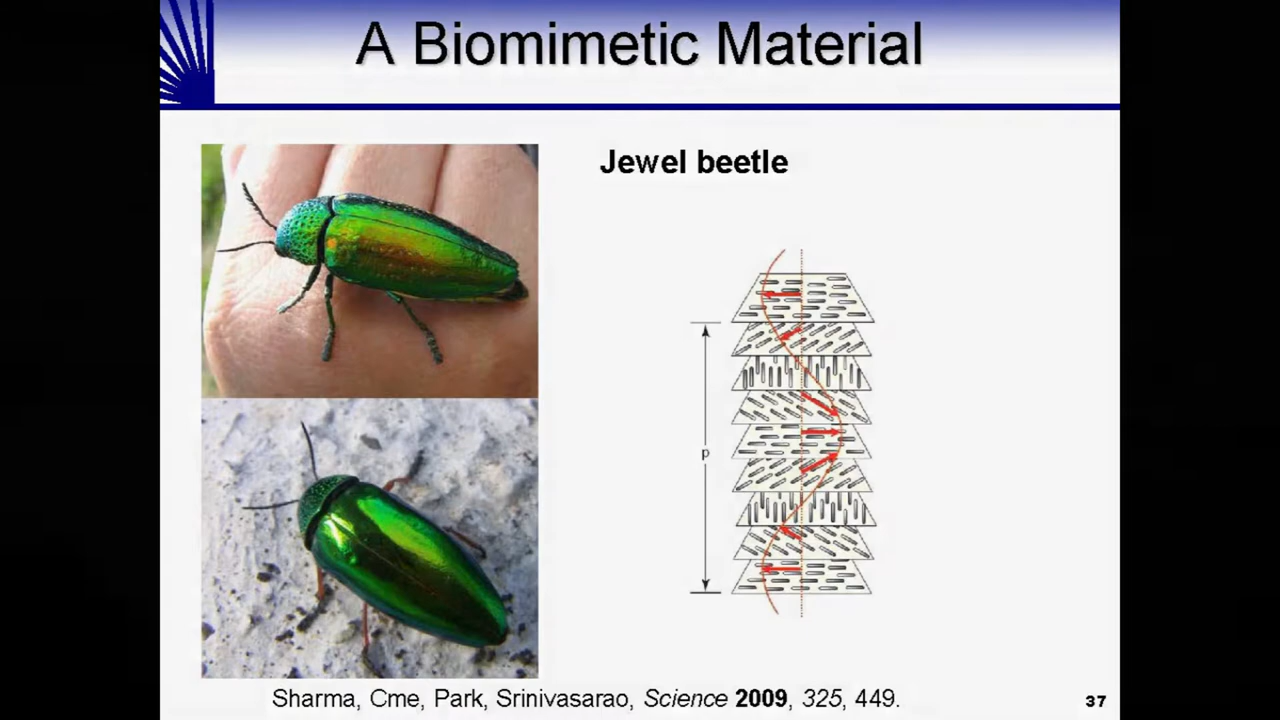 A Biomimetic Material
Jewel beetle
p
Sharma, Cme, Park, Srinivasarao, Science 2009, 325, 449.
37